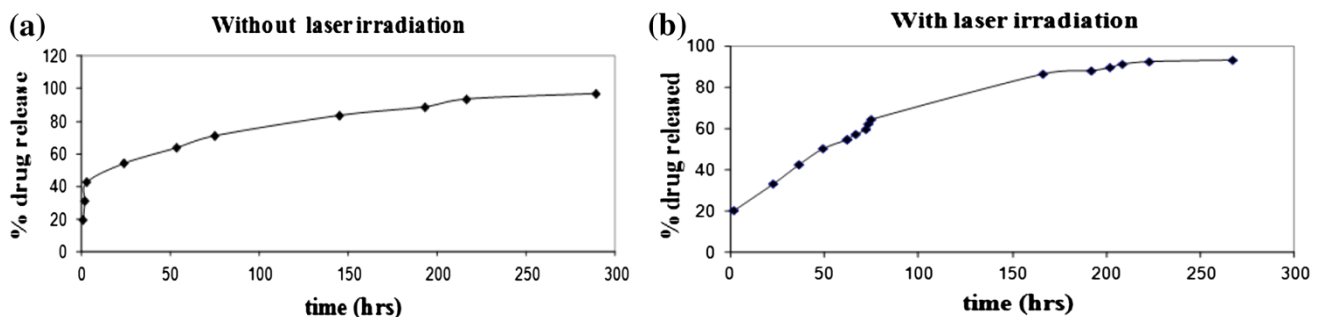 (a)
Without laser irradiation
% drug release
120
100
80
60
40
20
0
0 50 100 150 200 250 300
time (hrs)
(b)
With laser irradiation
% drug released
100
80
60
40
20
0
0 50 100 150 200 250 300
time (hrs)